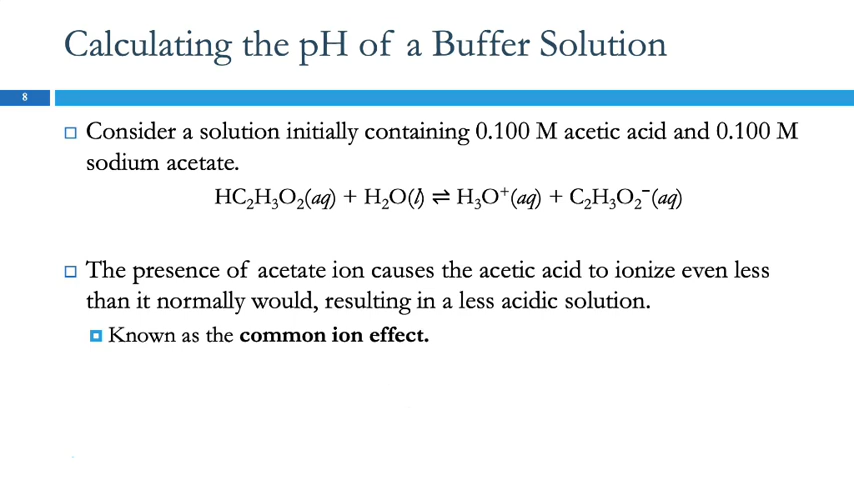 Calculating the pH of a Buffer Solution
8
Consider a solution initially containing 0.100 M acetic acid and 0.100 M
sodium acetate.
HC₂H₃O₂(aq) + H₂O(l) ⇌ H₃O⁺(aq) + C₂H₃O₂⁻(aq)
The presence of acetate ion causes the acetic acid to ionize even less
than it normally would, resulting in a less acidic solution.
Known as the common ion effect.